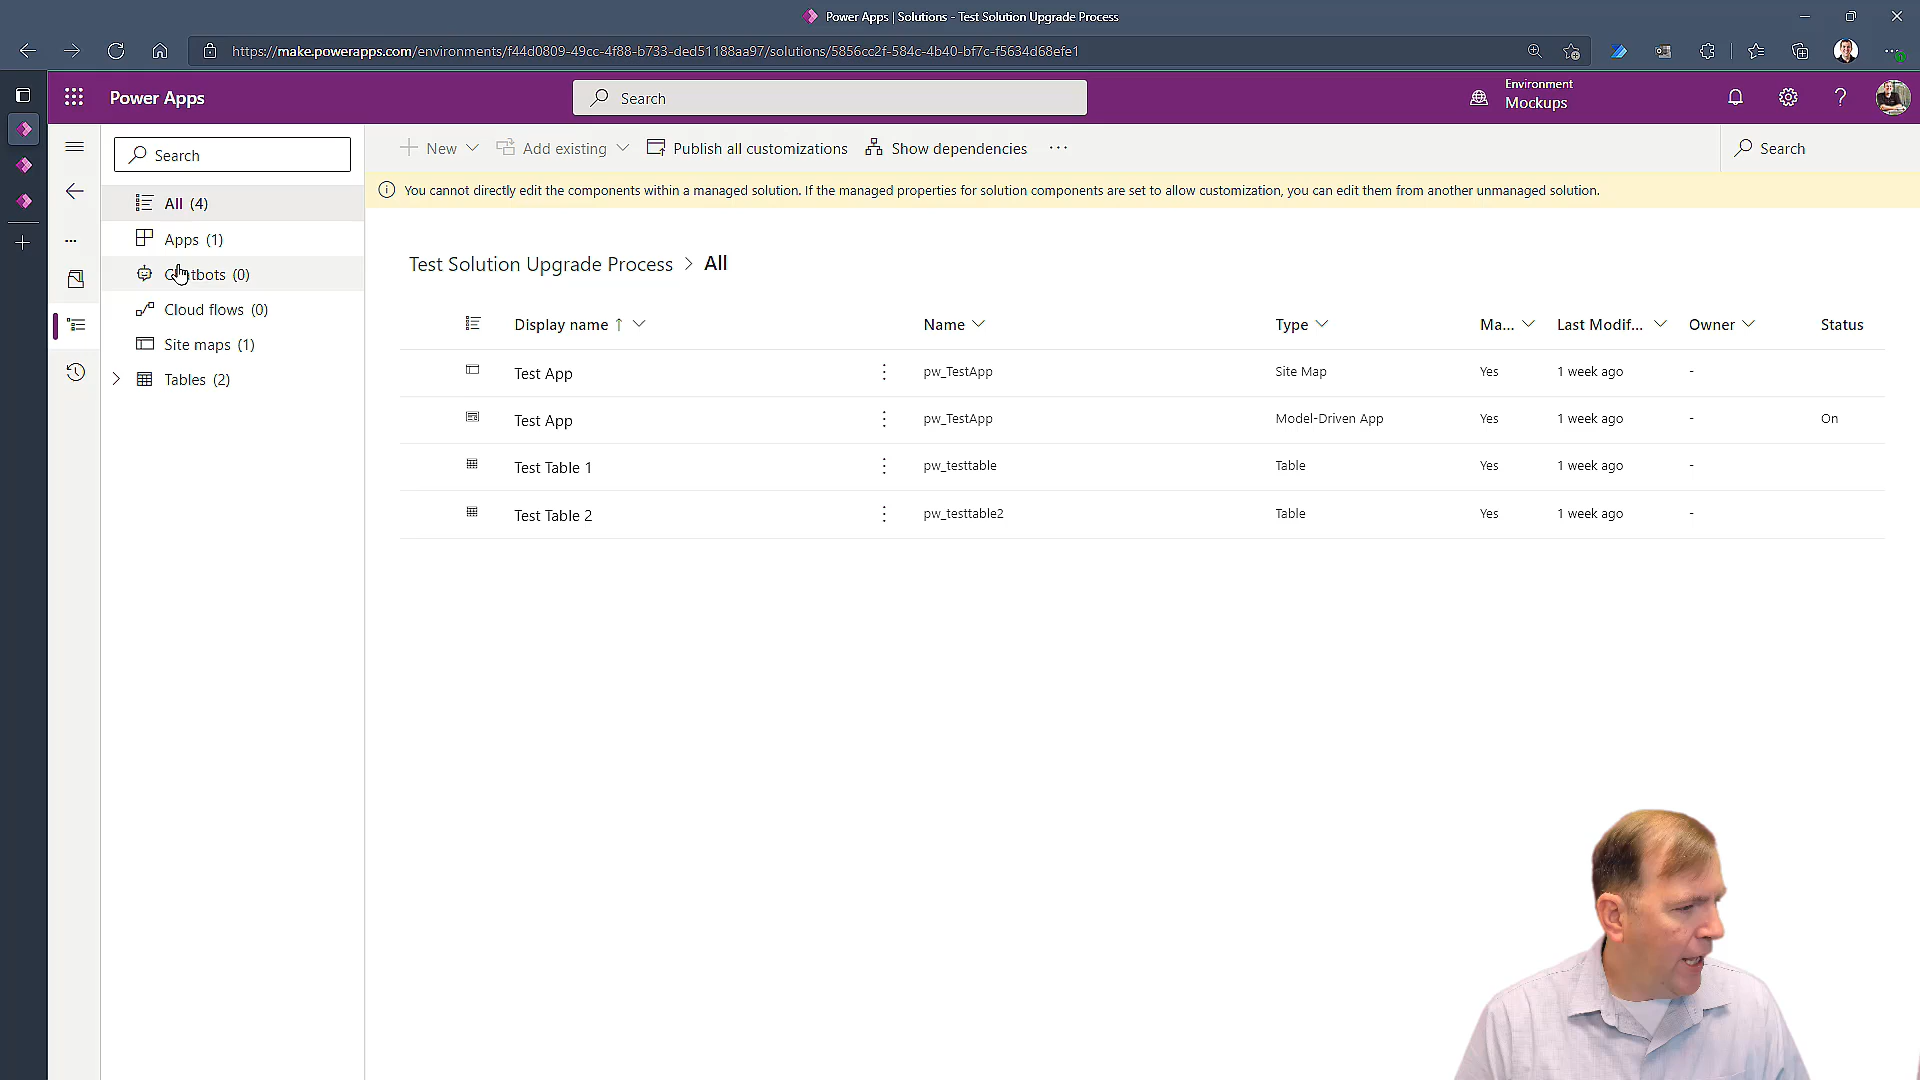 Power Apps | Solutions - Test Solution Upgrade Process
https://make.powerapps.com/environments/f44d0809-49cc-4f88-b733-ded51188aa97/solutions/5856cc2f-584c-4b40-bf7c-f5634d68efe1
Power Apps
Search
Environment
Mockups
Search
New
Add existing
Publish all customizations
Show dependencies
Search
You cannot directly edit the components within a managed solution. If the managed properties for solution components are set to allow customization, you can edit them from another unmanaged solution.
All (4)
Apps (1)
(0)
Cloud flows (0)
Site maps (1)
Tables (2)
Test Solution Upgrade Process > All
Display name ↑ Name Type Ma... Last Modif... Owner Status
Test App pw_TestApp Site Map Yes 1 week ago -
Test App pw_TestApp Model-Driven App Yes 1 week ago - On
Test Table 1 pw_testtable Table Yes 1 week ago -
Test Table 2 pw_testtable2 Table Yes 1 week ago -